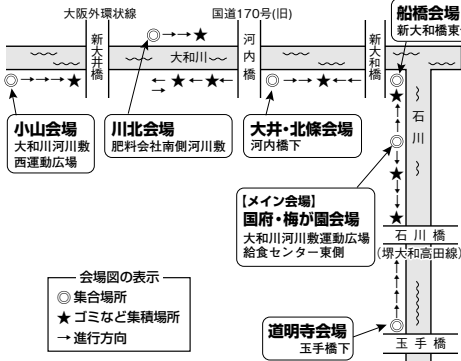 大阪外環状線
国道170号(旧)
船橋会場
新大和橋東
新大井橋
大和川
河内橋
新大和橋
小山会場
大和川河川敷
西運動広場
川北会場
肥料会社南側河川敷
大井・北條会場
河内橋下
石川
【メイン会場】
国府・梅が園会場
大和川河川敷運動広場
給食センター東側
石川橋
(堺大和高田線)
会場図の表示
◎集合場所
★ゴミなど集積場所
→進行方向
道明寺会場
玉手橋下
玉手橋